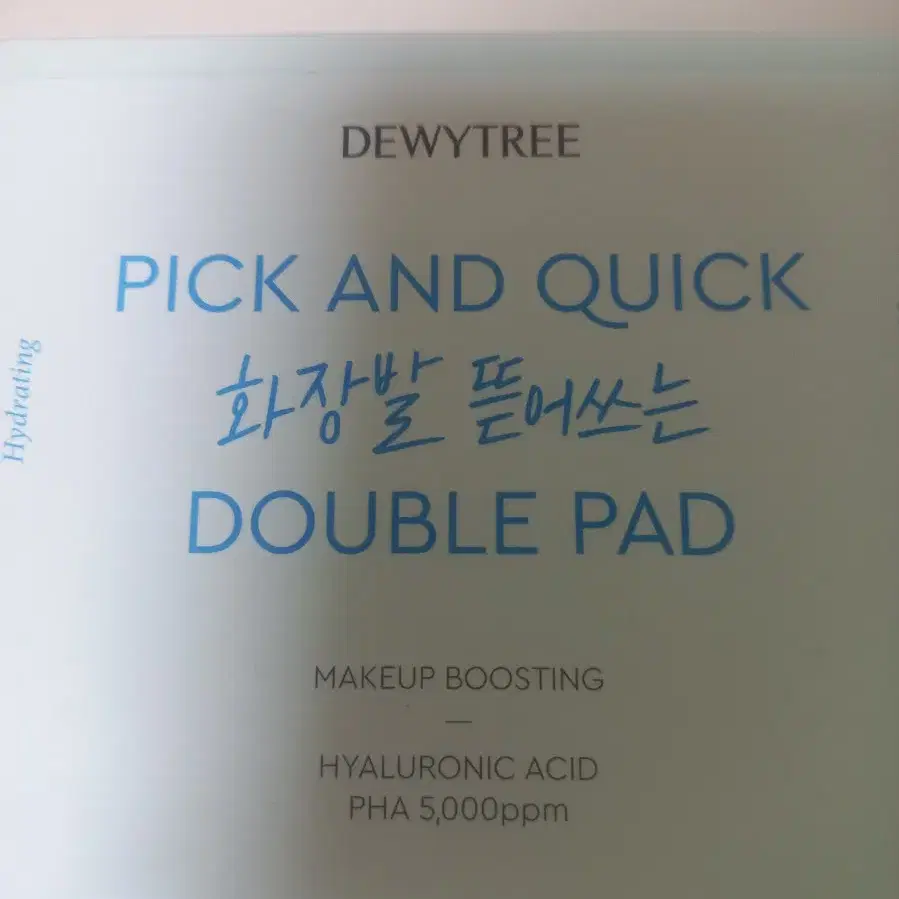 DEWYTREE
PICK AND QUICK
화장발 뜯어쓰는
DOUBLE PAD
Hydrating
MAKEUP BOOSTING
—
HYALURONIC ACID
PHA 5,000ppm